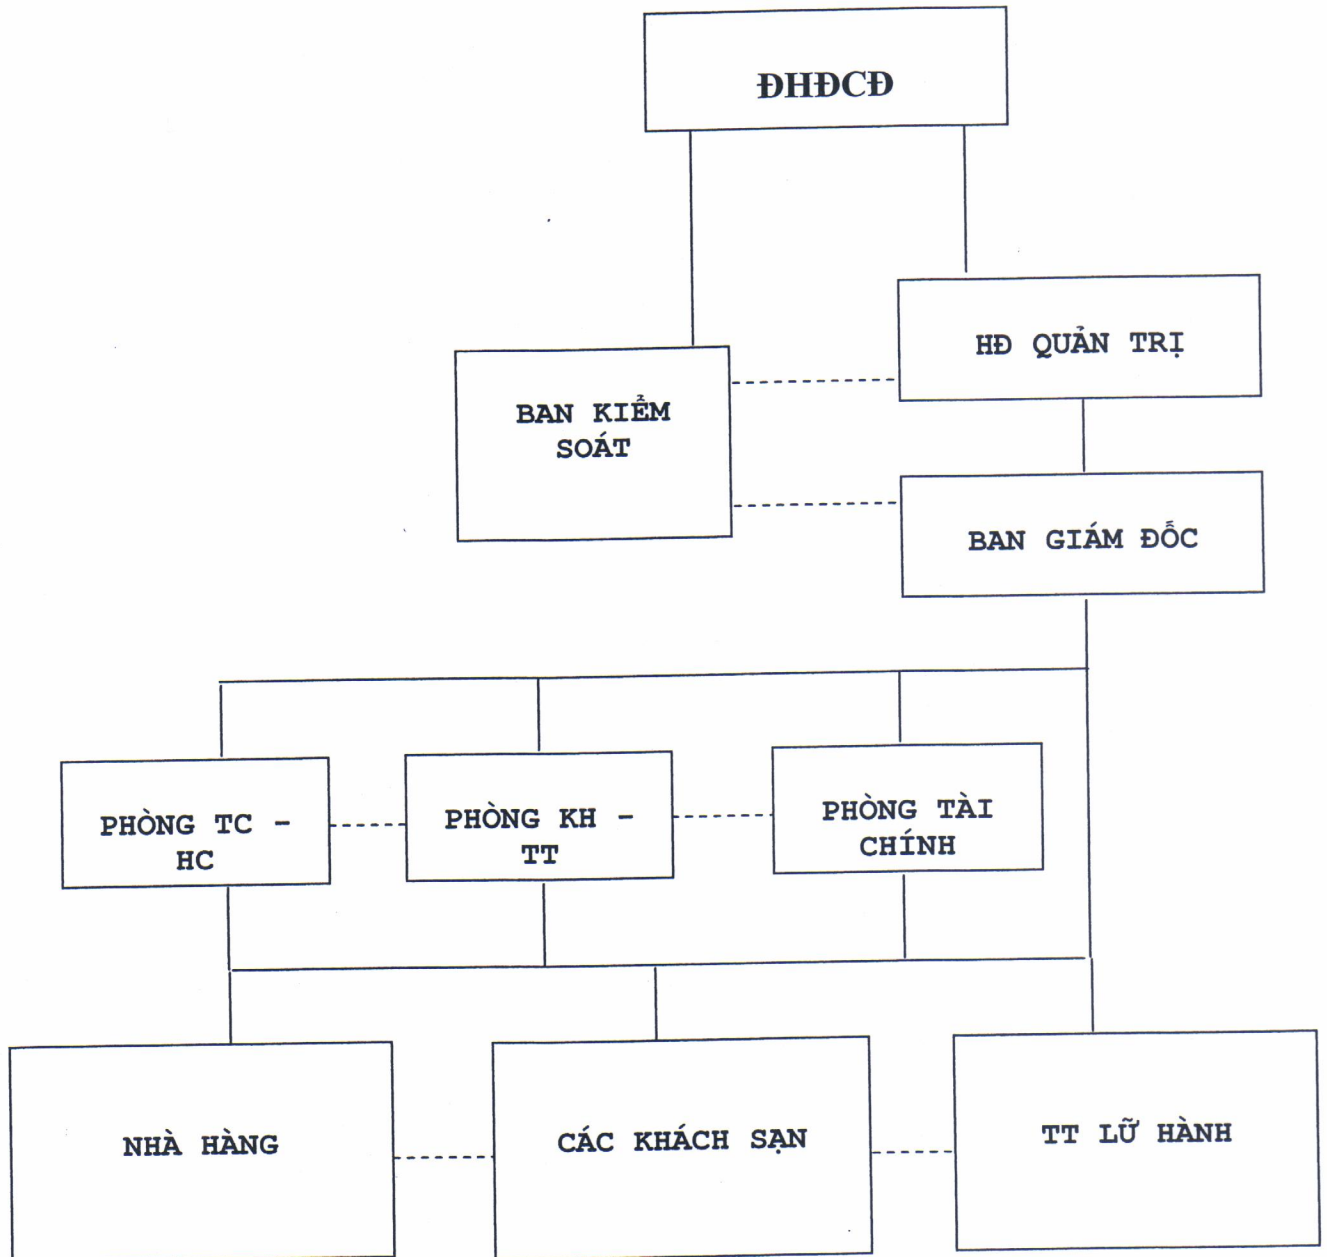 ĐHĐCĐ
HĐ QUẢN TRỊ
BAN KIỂM
SOÁT
BAN GIÁM ĐỐC
PHÒNG TC -
HC
PHÒNG KH -
TT
PHÒNG TÀI
CHÍNH
NHÀ HÀNG
CÁC KHÁCH SẠN
TT LỮ HÀNH